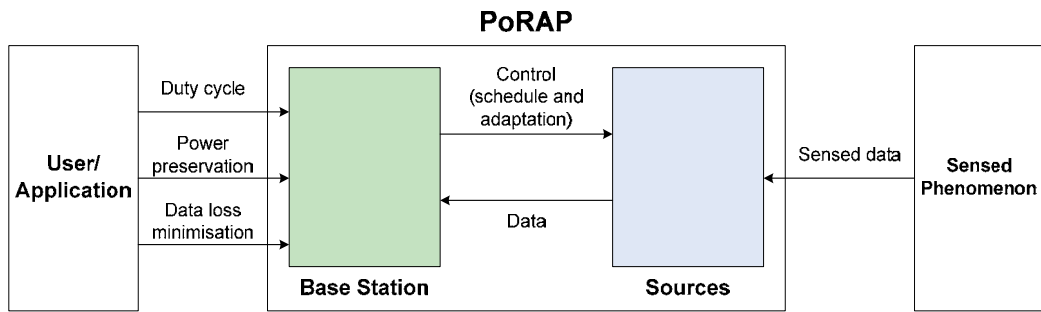 PoRAP
Duty cycle
Power
preservation
Data loss
minimisation
User/
Application
Control
(schedule and
adaptation)
Data
Base Station
Sources
Sensed data
Sensed
Phenomenon